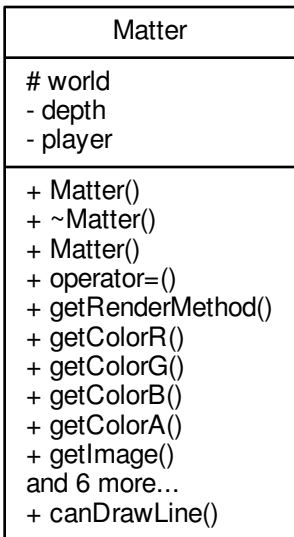 Matter
# world
- depth
- player
+ Matter()
+ ~Matter()
+ Matter()
+ operator=()
+ getRenderMethod()
+ getColorR()
+ getColorG()
+ getColorB()
+ getColorA()
+ getImage()
and 6 more...
+ canDrawLine()